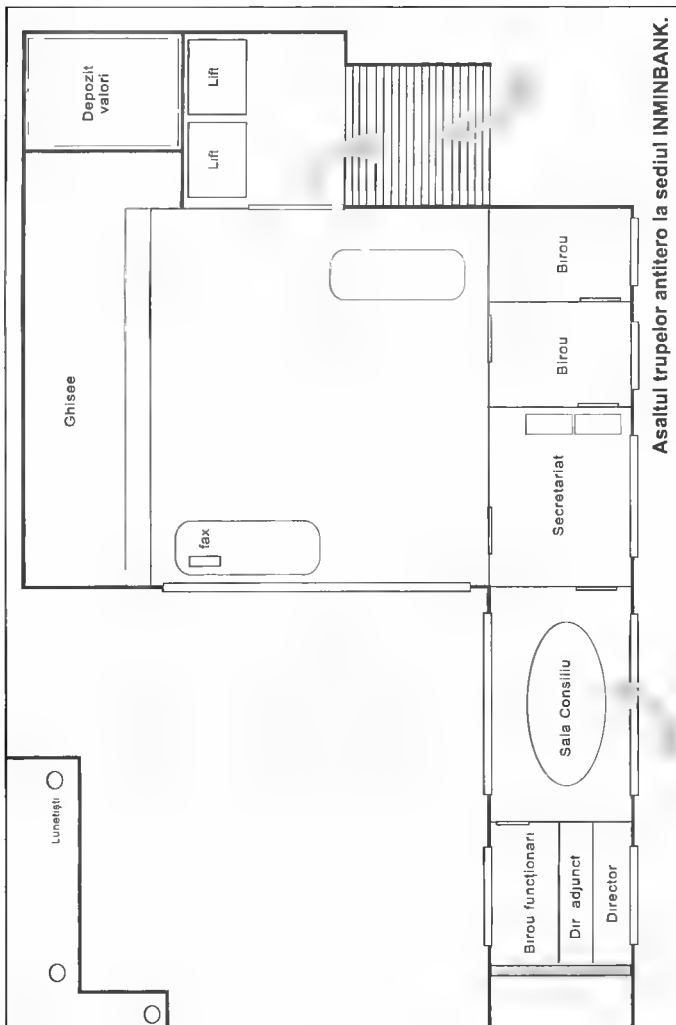 Depozit
valori
Lift
Lift
Ghisee
fax
Birou
Birou
Secretariat
Sala Consiliu
Birou funcționari
Dir adjunct
Director
Lunetiști
Asaltul trupelor antitero la sediul INMINBANK.